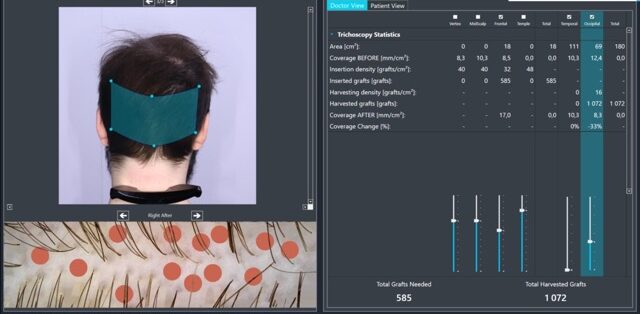 3/5
Doctor View Patient View
Vertex MidScalp Frontal Temple Total Temporal Occipital Total
Trichoscopy Statistics
Area [cm²] 0 0 18 0 18 111 69 180
Coverage BEFORE [mm/cm²] 8,3 10,3 8,5 0,0 0,0 10,3 12,4 0,0
Insertion density [grafts/cm²] 40 40 32 48 - - - -
Inserted grafts [grafts] 0 0 585 0 585 - - -
Harvesting density [grafts/cm²] - - - - - 0 16 -
Harvested grafts [grafts] - - - - - 0 1 072 1 072
Coverage AFTER [mm/cm²] - - 17,0 - 0,0 10,3 8,3 0,0
Coverage Change [%] - - - - - 0% -33% -
Right After
Total Grafts Needed Total Harvested Grafts
585 1 072